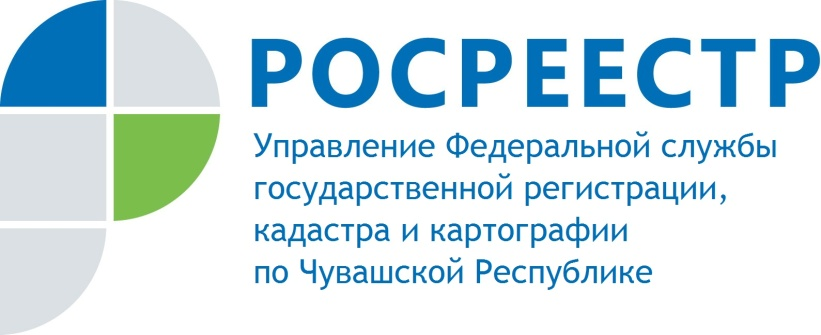 РОСРЕЕСТР
Управление Федеральной службы
государственной регистрации,
кадастра и картографии
по Чувашской Республике